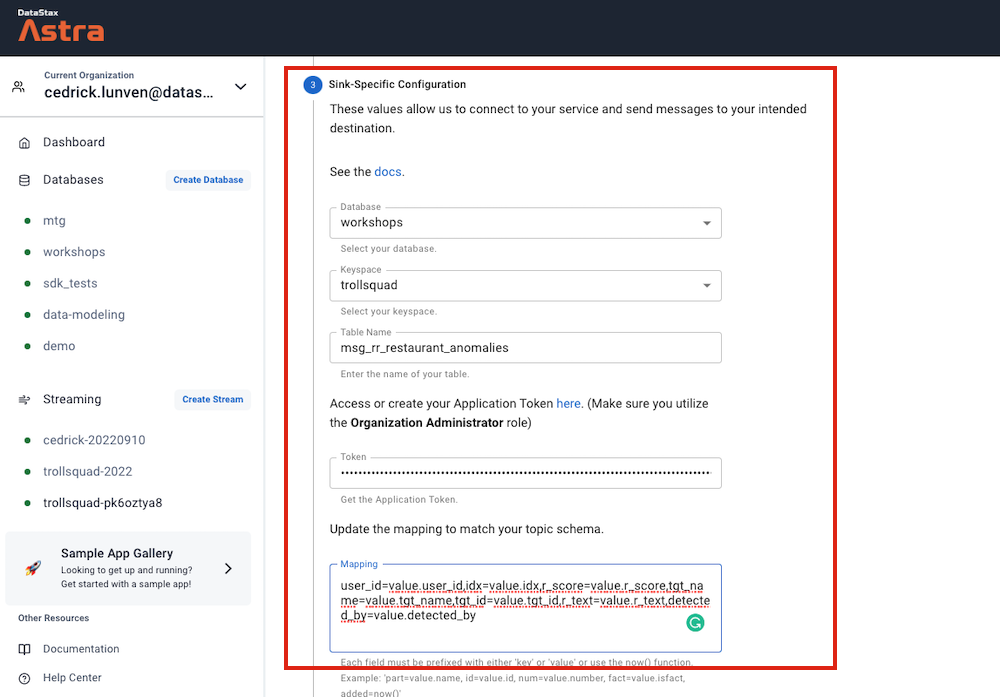 DataStax
Astra
Current Organization
cedrick.lunven@datas...
Dashboard
Databases
Create Database
mtg
workshops
sdk_tests
data-modeling
demo
Streaming
Create Stream
cedrick-20220910
trollsquad-2022
trollsquad-pk6oztya8
Sample App Gallery
Looking to get up and running?
Get started with a sample app!
Other Resources
Documentation
Help Center
3 Sink-Specific Configuration
These values allow us to connect to your service and send messages to your intended
destination.
See the docs.
Database
workshops
Select your database.
Keyspace
trollsquad
Select your keyspace.
Table Name
msg_rr_restaurant_anomalies
Enter the name of your table.
Access or create your Application Token here. (Make sure you utilize
the Organization Administrator role)
Token
Get the Application Token.
Update the mapping to match your topic schema.
Mapping
user_id=value.user_id,idx=value.idx,r_score=value.r_score,tgt_na
me=value.tgt_name,tgt_id=value.tgt_id,r_text=value.r_text,detecte
d_by=value.detected_by
Each field must be prefixed with either 'key' or 'value' or use the now() function.
Example: 'part=value.name, id=value.id, num=value.number, fact=value.isfact,
added=now()'